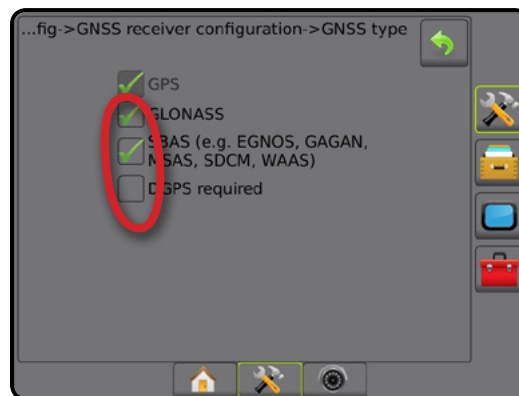 ...fig->GNSS receiver configuration->GNSS type
GPS
GLONASS
SBAS (e.g. EGNOS, GAGAN,
MSAS, SDCM, WAAS)
DGPS required